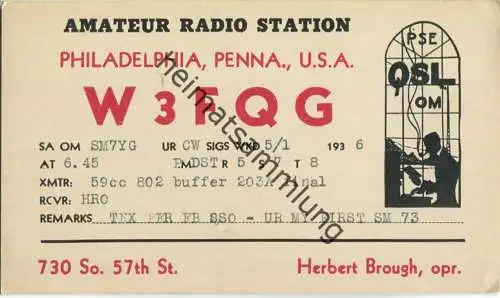 AMATEUR RADIO STATION
PHILADELPHIA, PENNA., U.S.A.
W3FQG
PSE
QSL
OM
SA OM SM7YG UR CW SIGS WKD 5/1 1936
AT 6.45 PM DST R 5 T 8
XMTR: 59cc 802 buffer 203A final
RCVR: HRO
REMARKS TNX FER FB QSO - UR MY FIRST SM 73
730 So. 57th St. Herbert Brough, opr.
heimatsammlung